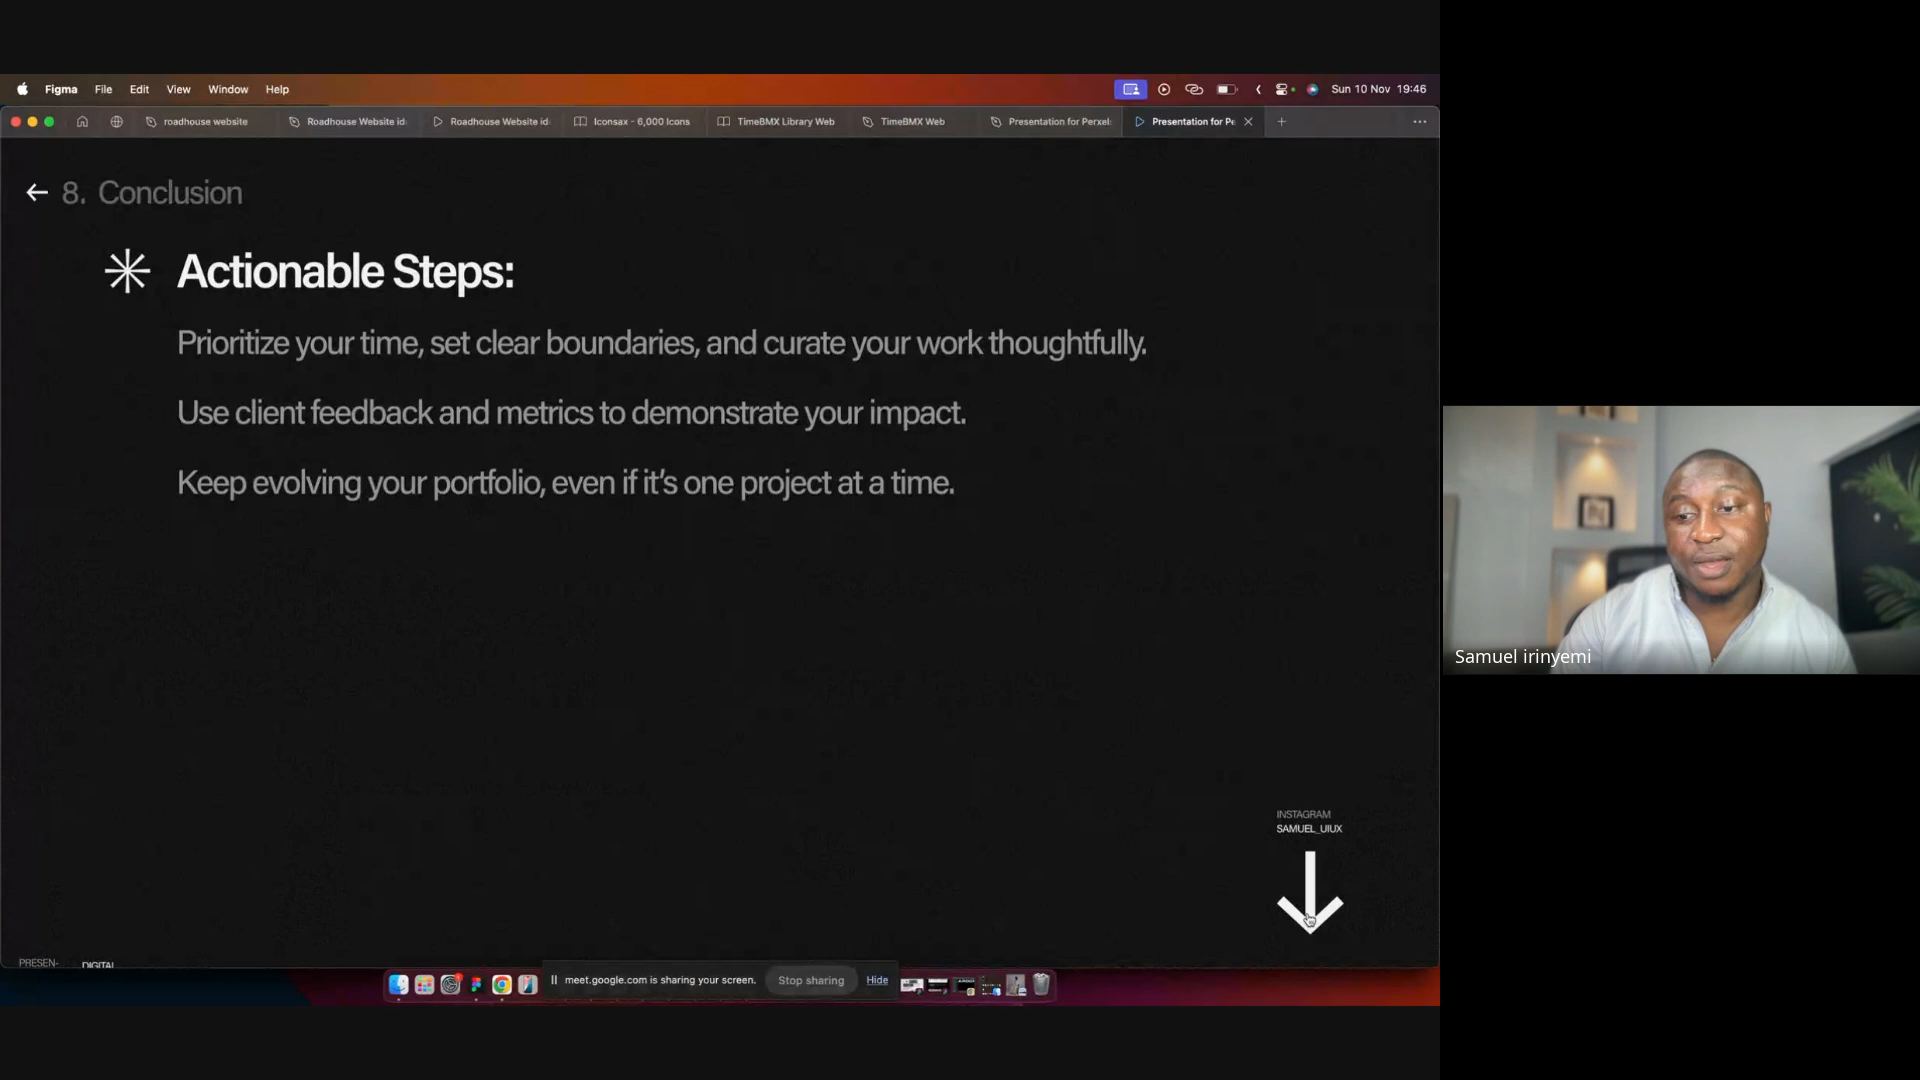 Figma File Edit View Window Help Sun 10 Nov 19:46
roadhouse website Roadhouse Website id Roadhouse Website id Iconsax - 6,000 Icons TimeBMX Library Web TimeBMX Web Presentation for Perxel Presentation for Pe
8. Conclusion
Actionable Steps:
Prioritize your time, set clear boundaries, and curate your work thoughtfully.
Use client feedback and metrics to demonstrate your impact.
Keep evolving your portfolio, even if it's one project at a time.
Samuel irinyemi
INSTAGRAM
SAMUEL_UIUX
PRESEN- DIGITAL
meet.google.com is sharing your screen. Stop sharing Hide